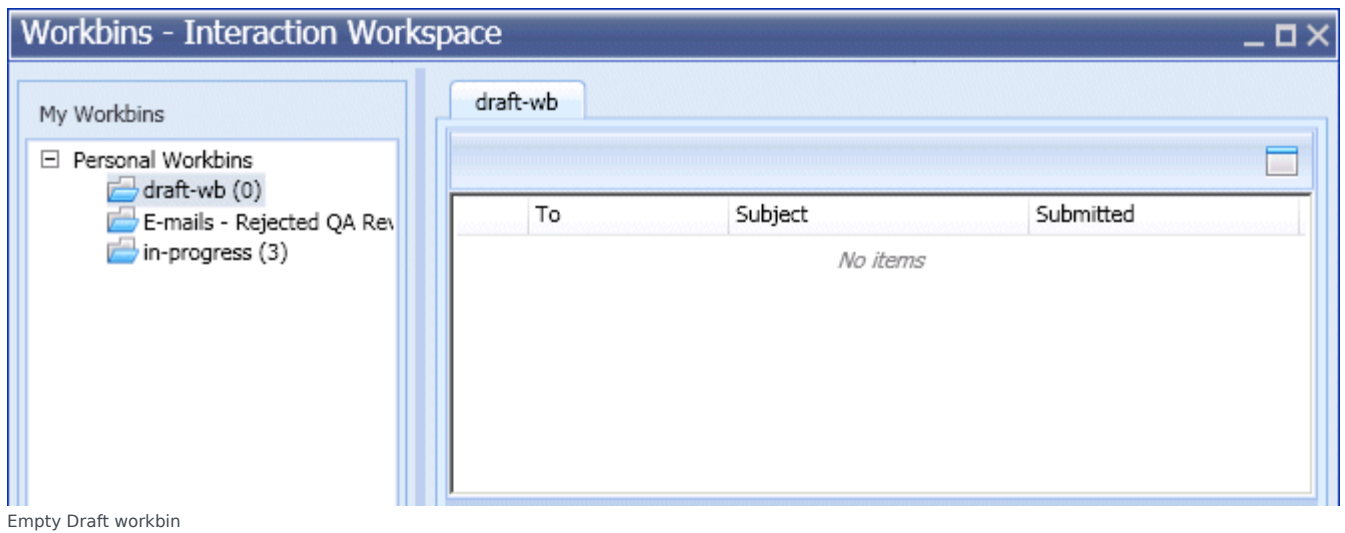 Workbins - Interaction Workspace
My Workbins
Personal Workbins
draft-wb (0)
E-mails - Rejected QA Rev
in-progress (3)
draft-wb
To Subject Submitted
No items
Empty Draft workbin